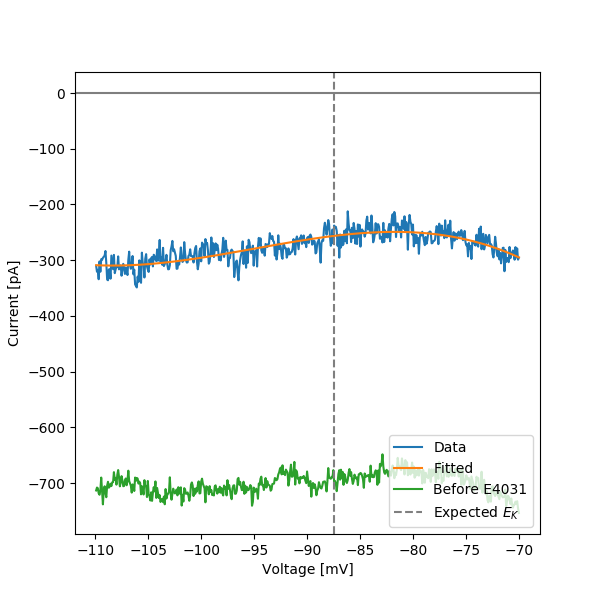 0
−100
−200
−300
−400
−500
−600
−700
Current [pA]
Data
Fitted
Before E4031
Expected $E_K$
−110
−105
−100
−95
−90
−85
−80
−75
−70
Voltage [mV]